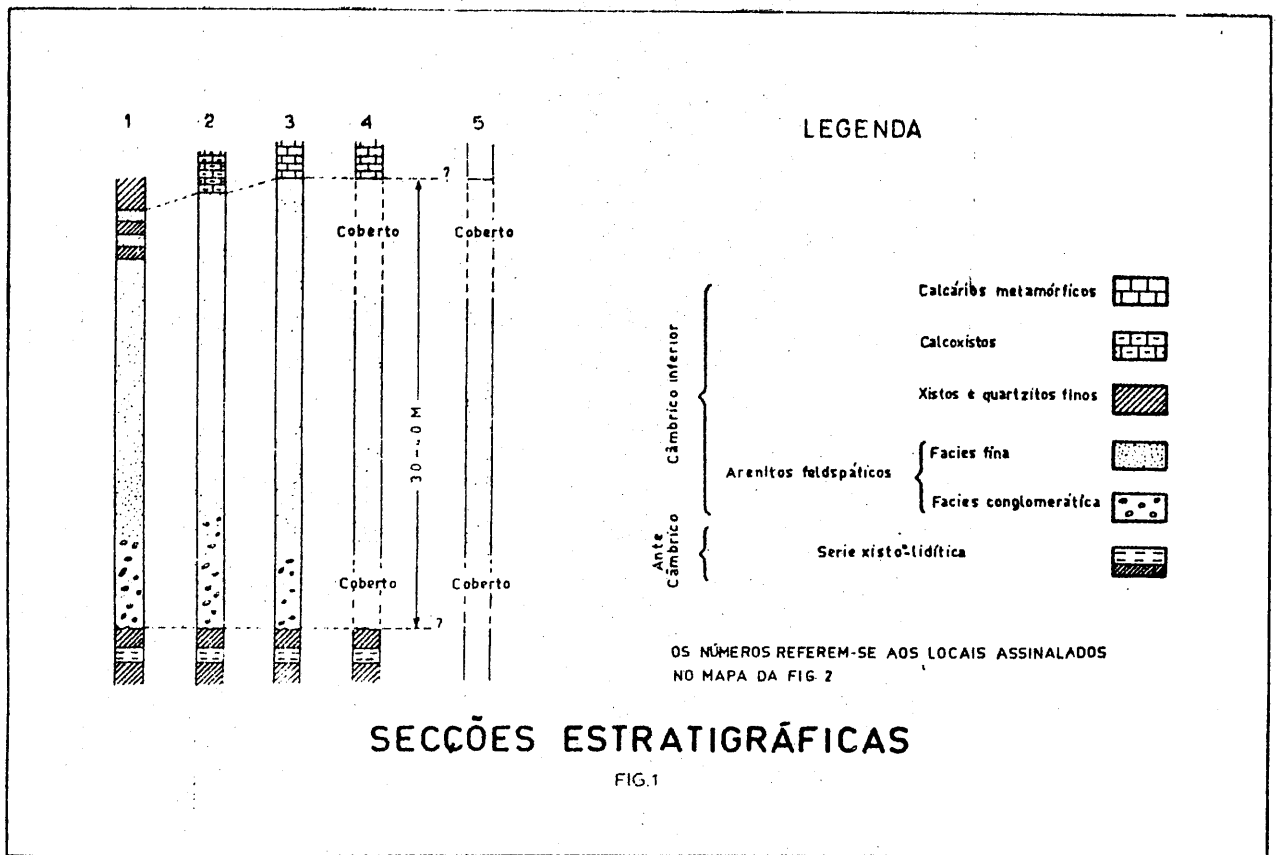 1 2 3 4 5
?
Coberto Coberto
30-40M
Coberto Coberto
?
LEGENDA
Câmbrico inferior
Calcários metamórficos
Calcoxistos
Xistos e quartzitos finos
Arenitos feldspáticos
Facies fina
Facies conglomerática
Ante
Câmbrico
Serie xisto-lidítica
OS NÚMEROS REFEREM-SE AOS LOCAIS ASSINALADOS
NO MAPA DA FIG. 2
SECÇÕES ESTRATIGRÁFICAS
FIG.1